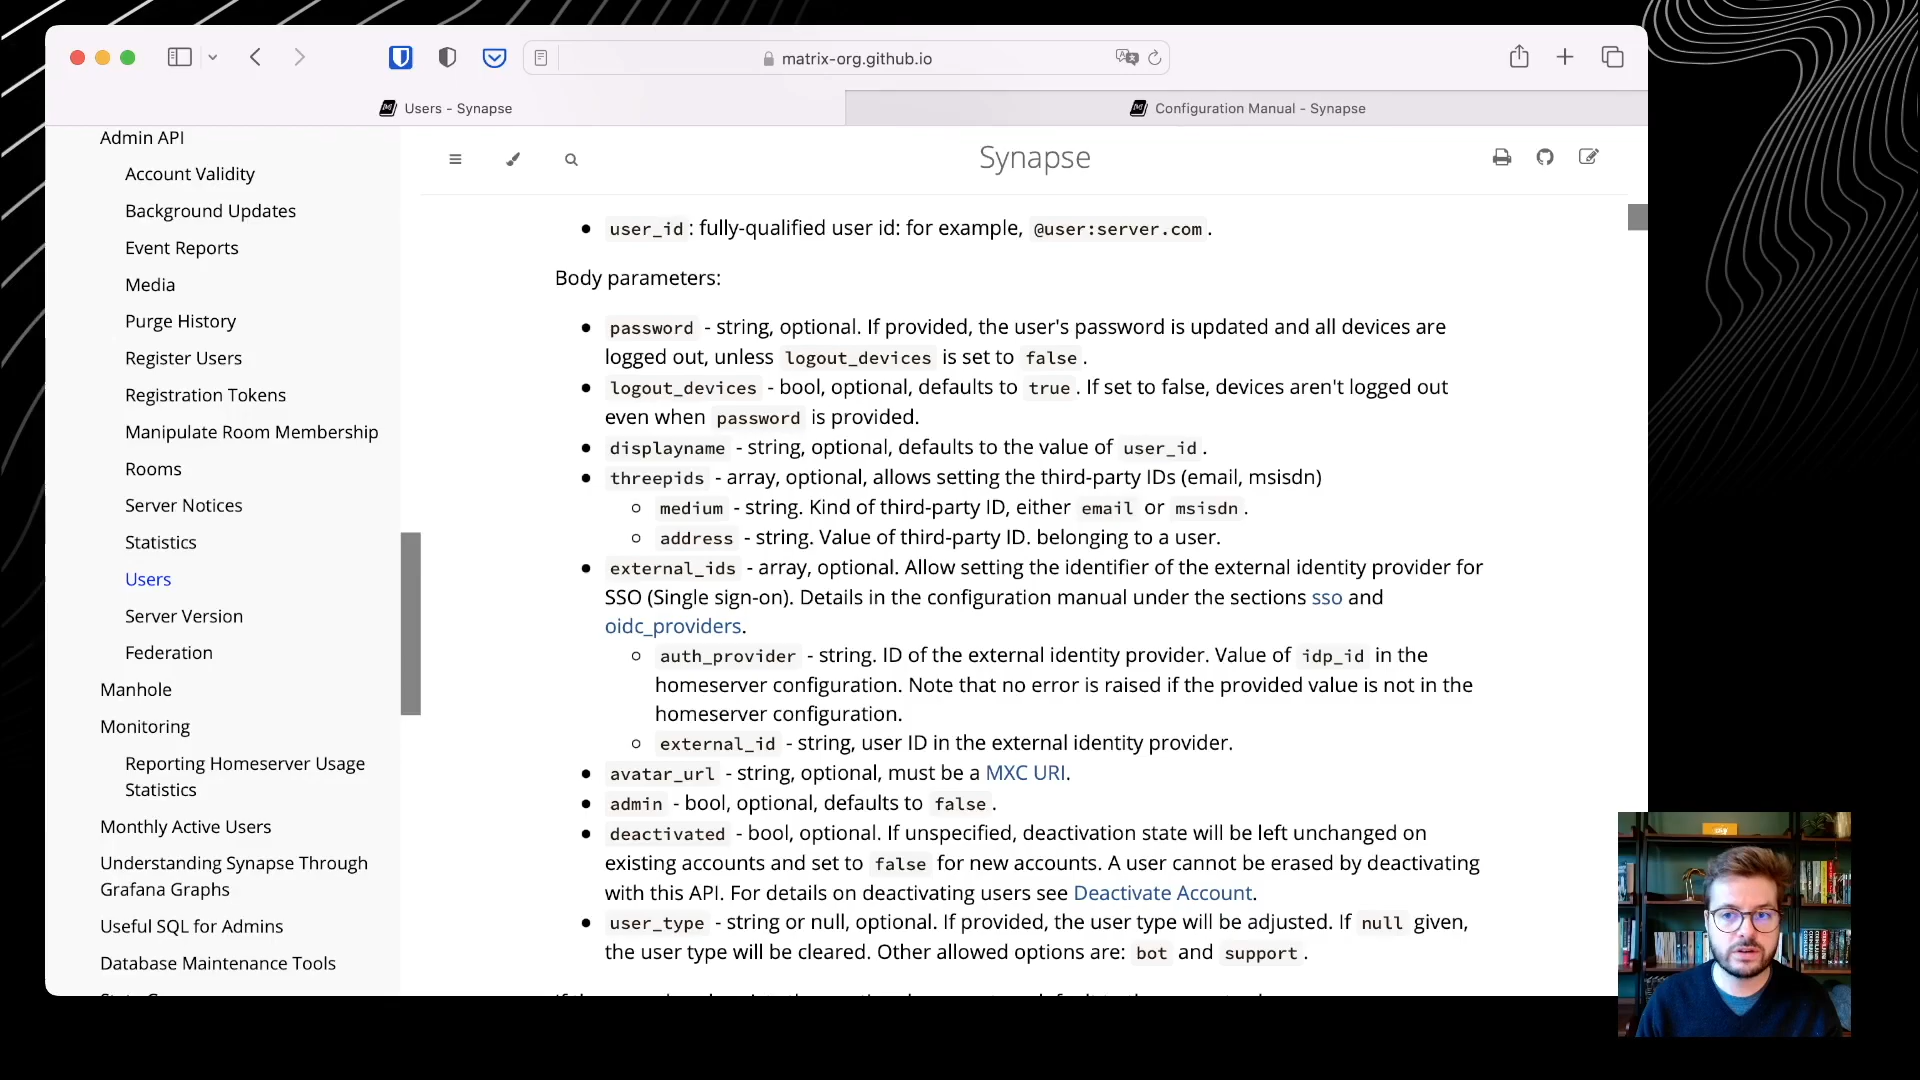 matrix-org.github.io
Users - Synapse
Configuration Manual - Synapse
Admin API
Account Validity
Background Updates
Event Reports
Media
Purge History
Register Users
Registration Tokens
Manipulate Room Membership
Rooms
Server Notices
Statistics
Users
Server Version
Federation
Manhole
Monitoring
Reporting Homeserver Usage
Statistics
Monthly Active Users
Understanding Synapse Through
Grafana Graphs
Useful SQL for Admins
Database Maintenance Tools
Synapse
• user_id : fully-qualified user id: for example, @user:server.com .
Body parameters:
• password - string, optional. If provided, the user's password is updated and all devices are
logged out, unless logout_devices is set to false .
• logout_devices - bool, optional, defaults to true . If set to false, devices aren't logged out
even when password is provided.
• displayname - string, optional, defaults to the value of user_id .
• threepids - array, optional, allows setting the third-party IDs (email, msisdn)
◦ medium - string. Kind of third-party ID, either email or msisdn .
◦ address - string. Value of third-party ID. belonging to a user.
• external_ids - array, optional. Allow setting the identifier of the external identity provider for
SSO (Single sign-on). Details in the configuration manual under the sections sso and
oidc_providers.
◦ auth_provider - string. ID of the external identity provider. Value of idp_id in the
homeserver configuration. Note that no error is raised if the provided value is not in the
homeserver configuration.
◦ external_id - string, user ID in the external identity provider.
• avatar_url - string, optional, must be a MXC URI.
• admin - bool, optional, defaults to false .
• deactivated - bool, optional. If unspecified, deactivation state will be left unchanged on
existing accounts and set to false for new accounts. A user cannot be erased by deactivating
with this API. For details on deactivating users see Deactivate Account.
• user_type - string or null, optional. If provided, the user type will be adjusted. If null given,
the user type will be cleared. Other allowed options are: bot and support .